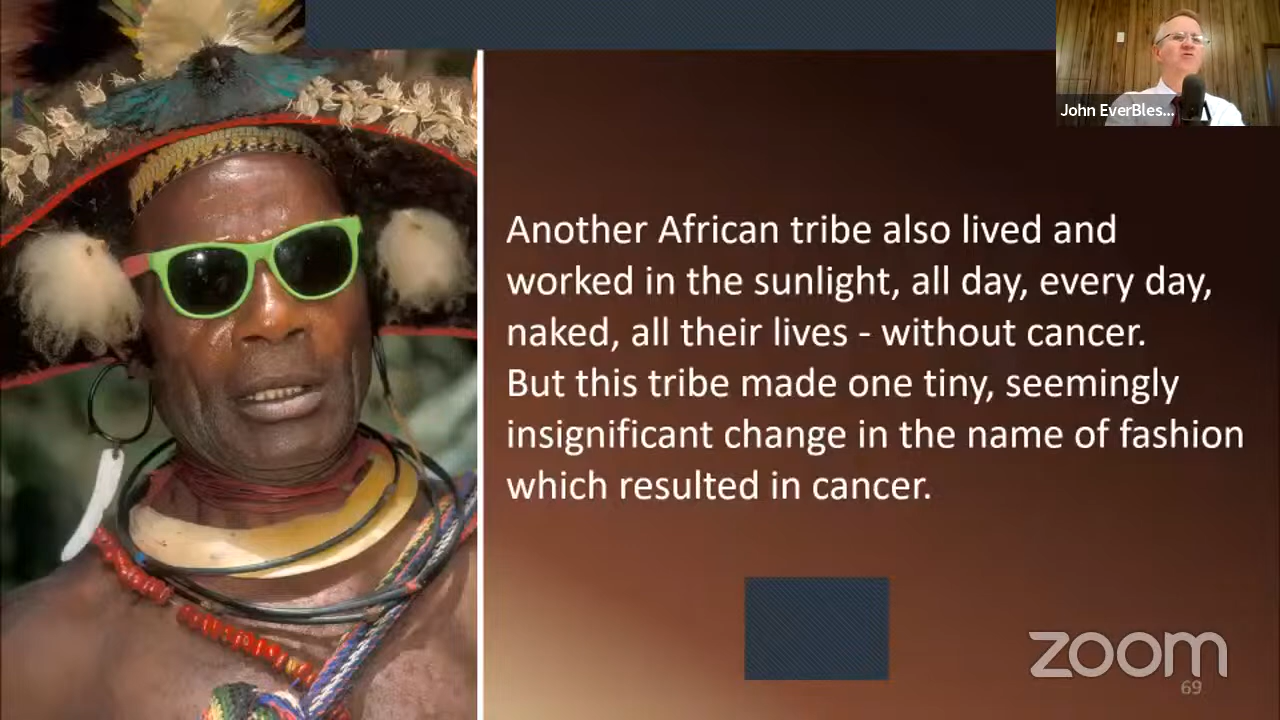 John EverBles...
Another African tribe also lived and
worked in the sunlight, all day, every day,
naked, all their lives - without cancer.
But this tribe made one tiny, seemingly
insignificant change in the name of fashion
which resulted in cancer.
zoom
69